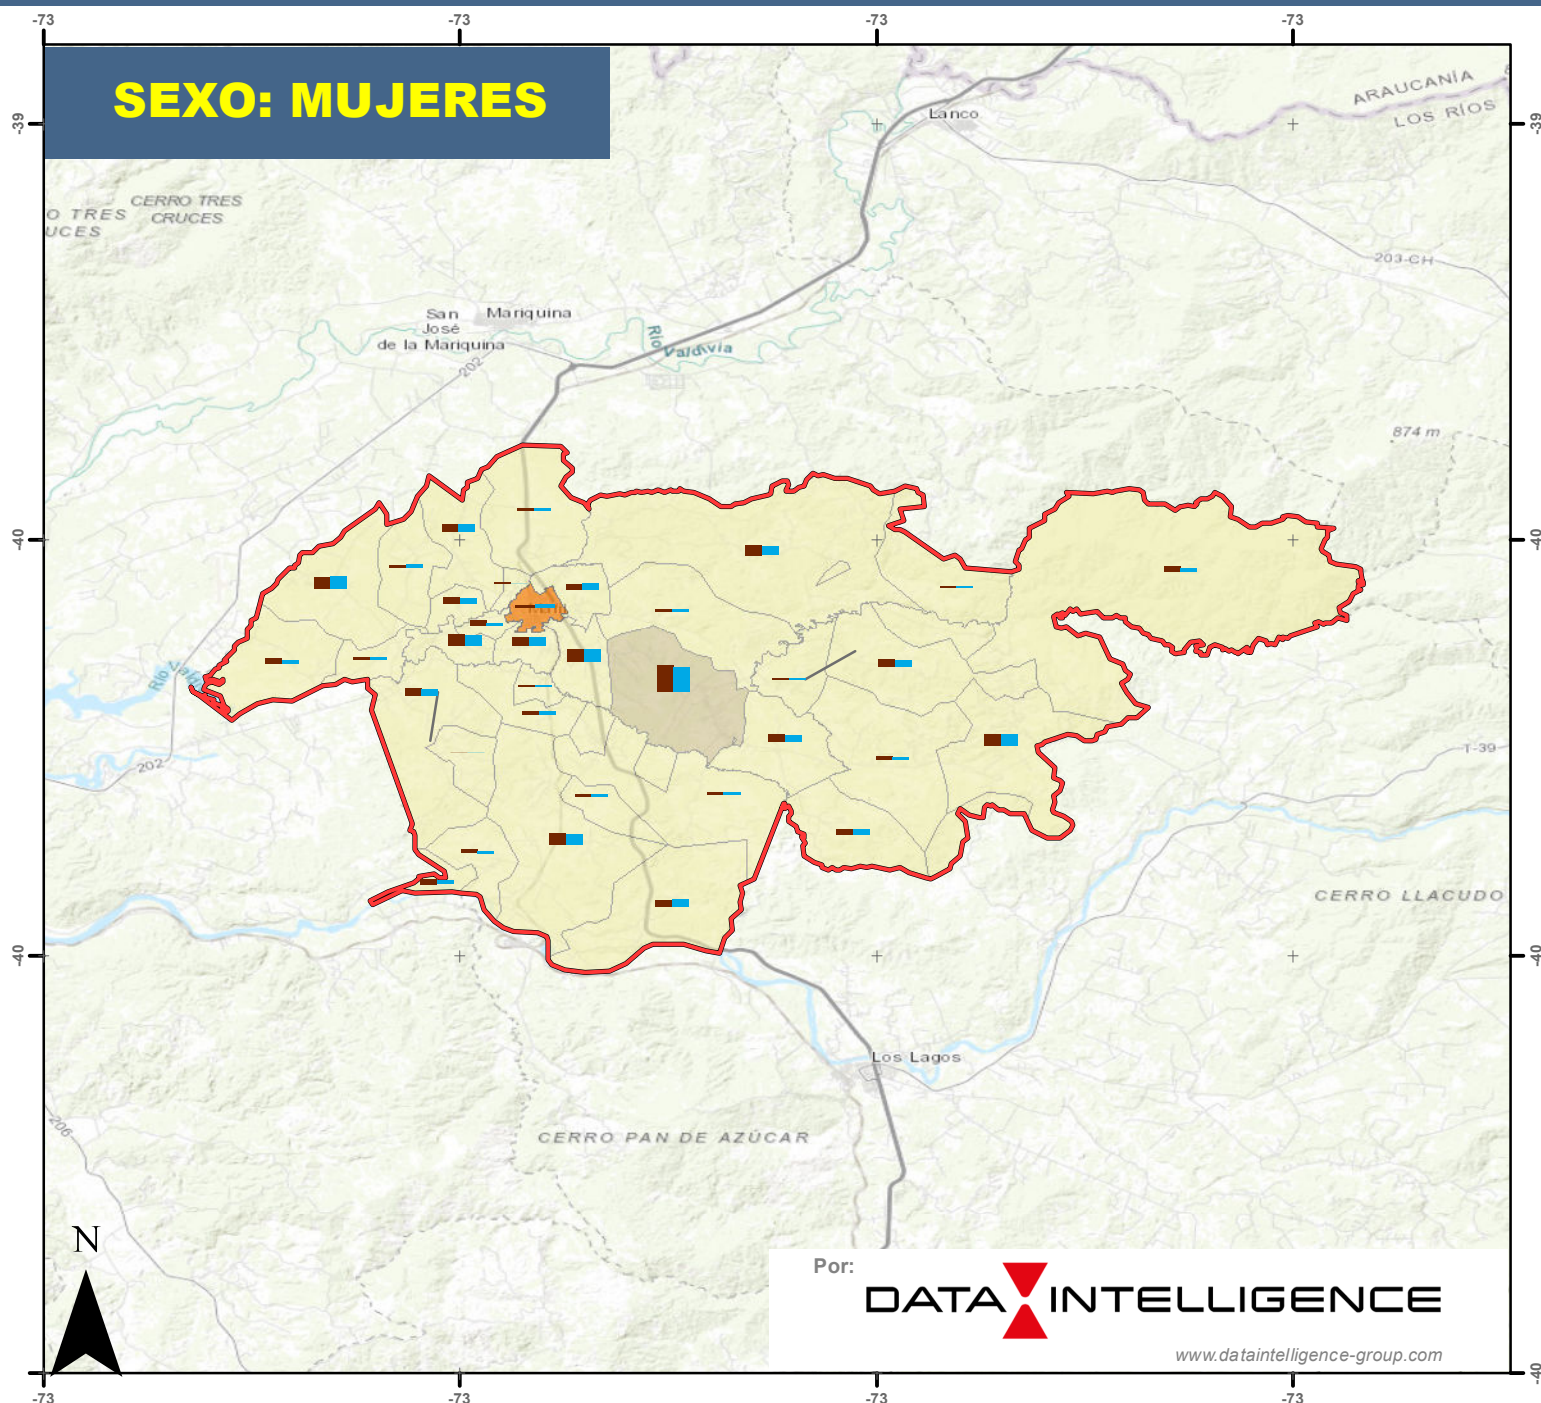 -73
-73
-73
-73
SEXO: MUJERES
-39
-39
ARAUCANÍA
LOS RÍOS
Lanco
CERRO TRES
CRUCES
O TRES
UCES
203-CH
San
José
de la Mariquina
Mariquina
Río
Valdivia
202
874 m
-40
-40
Río
202
T-39
CERRO LLACUDO
-40
-40
Los Lagos
206
CERRO PAN DE AZÚCAR
N
Por:
DATA INTELLIGENCE
www.dataintelligence-group.com
-40
-40
-73
-73
-73
-73